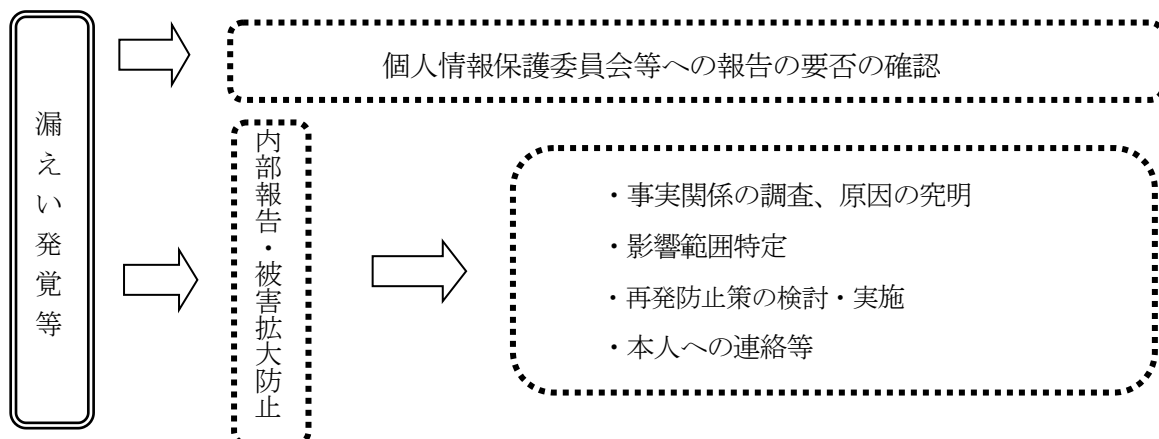 漏えい発覚等
個人情報保護委員会等への報告の要否の確認
内部報告・被害拡大防止
・事実関係の調査、原因の究明
・影響範囲特定
・再発防止策の検討・実施
・本人への連絡等